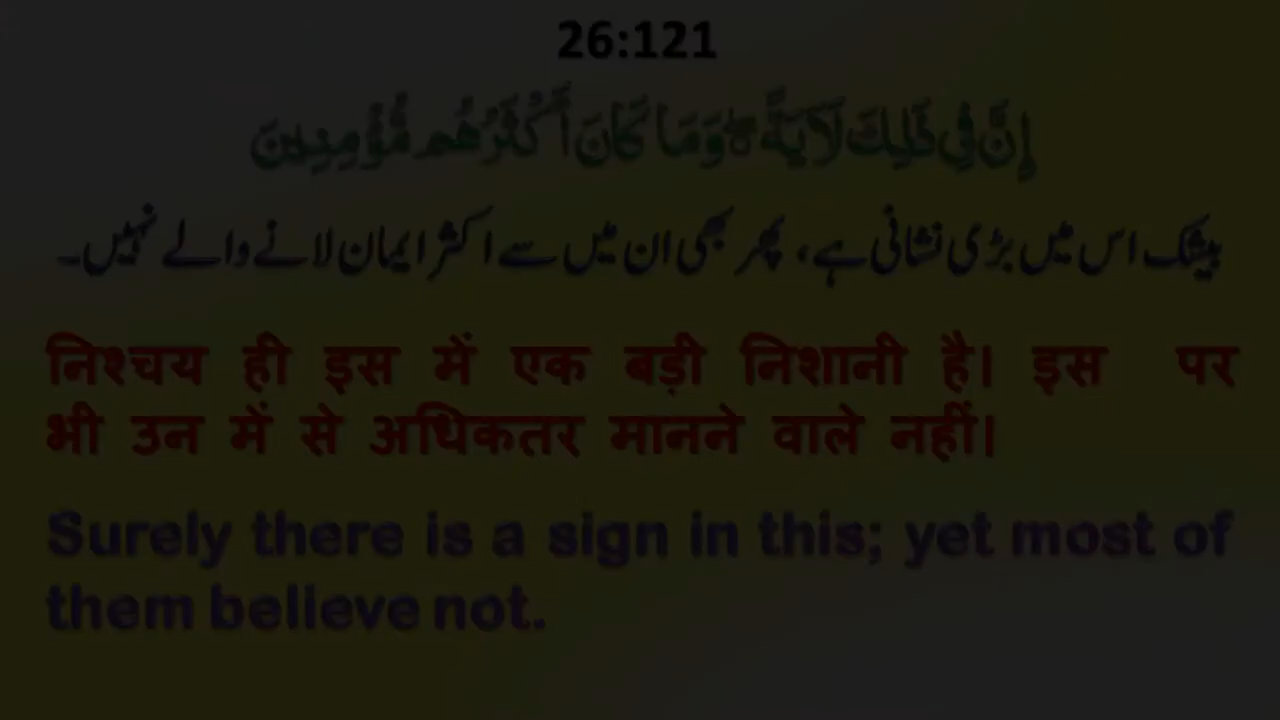 26:121
إِنَّ فِي ذَٰلِكَ لَآيَةً ۖ وَمَا كَانَ أَكْثَرُهُم مُّؤْمِنِينَ
بیشک اس میں بڑی نشانی ہے، پھر بھی ان میں سے اکثر ایمان لانے والے نہیں۔
निश्चय ही इस में एक बड़ी निशानी है। इस पर
भी उन में से अधिकतर मानने वाले नहीं।
Surely there is a sign in this; yet most of
them believe not.